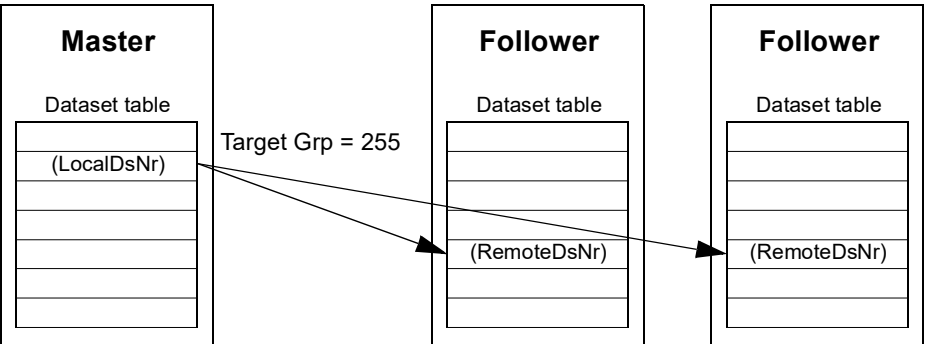 Master
Follower
Follower
Dataset table
Dataset table
Dataset table
Target Grp = 255
(LocalDsNr)
(RemoteDsNr)
(RemoteDsNr)